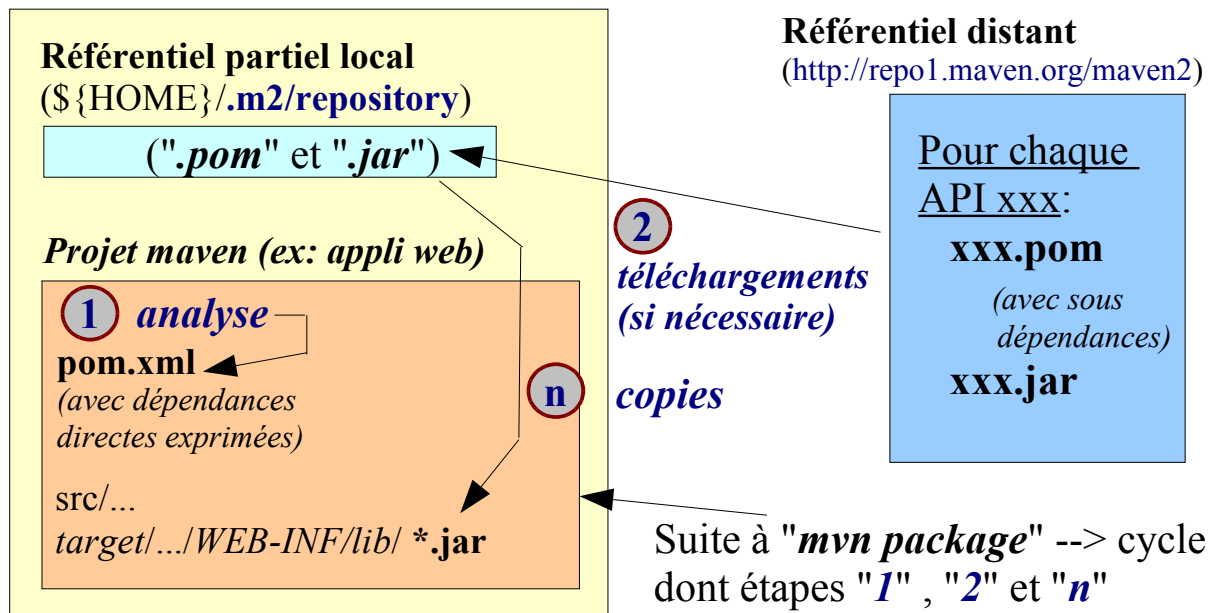 Référentiel partiel local
(${HOME}/.m2/repository)
(".pom" et ".jar")
Projet maven (ex: appli web)
1 analyse
pom.xml
(avec dépendances
directes exprimées)
src/...
target/.../WEB-INF/lib/ *.jar
2
téléchargements
(si nécessaire)
n copies
Référentiel distant
(http://repo1.maven.org/maven2)
Pour chaque
API xxx:
xxx.pom
(avec sous
dépendances)
xxx.jar
Suite à "mvn package" --> cycle
dont étapes "1" , "2" et "n"